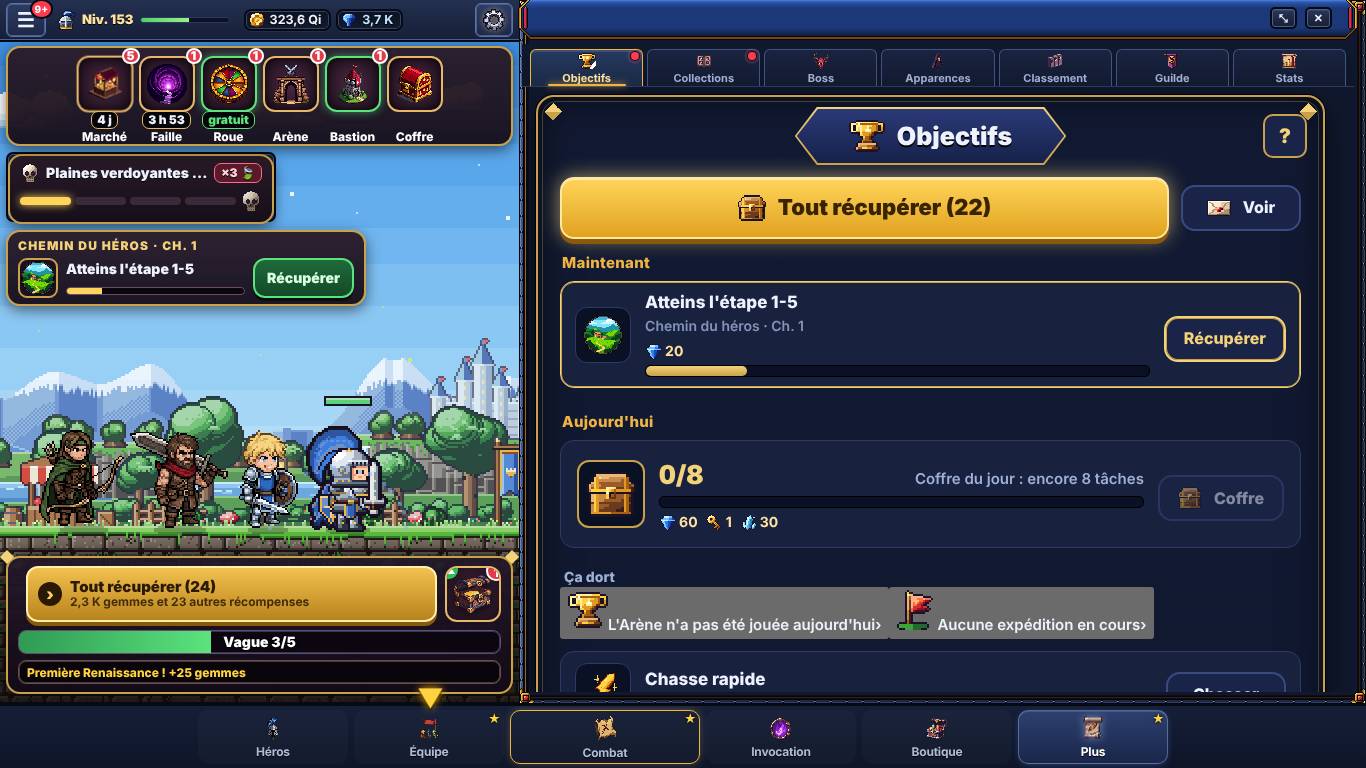 9+
Niv. 153
323,6 Qi
3,7 K
5
1
1
1
1
4 j
3 h 53
gratuit
Marché
Faille
Roue
Arène
Bastion
Coffre
Plaines verdoyantes ...
×3
CHEMIN DU HÉROS · CH. 1
Atteins l'étape 1-5
Récupérer
Tout récupérer (24)
2,3 K gemmes et 23 autres récompenses
Vague 3/5
Première Renaissance ! +25 gemmes
Objectifs
Collections
Boss
Apparences
Classement
Guilde
Stats
Objectifs
?
Tout récupérer (22)
Voir
Maintenant
Atteins l'étape 1-5
Chemin du héros · Ch. 1
20
Récupérer
Aujourd'hui
0/8
Coffre du jour : encore 8 tâches
60 1 30
Coffre
Ça dort
L'Arène n'a pas été jouée aujourd'hui›
Aucune expédition en cours›
Chasse rapide
Chasser
Héros
Équipe
Combat
Invocation
Boutique
Plus